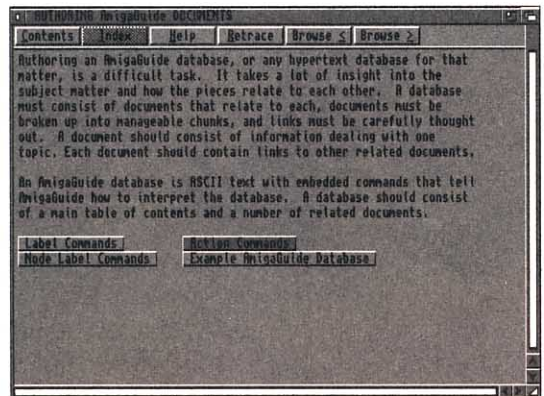 AUTHORING AmigaGuide DOCUMENTS
Contents Index Help Retrace Browse < Browse >
Authoring an AmigaGuide database, or any hypertext database for that
matter, is a difficult task. It takes a lot of insight into the
subject matter and how the pieces relate to each other. A database
must consist of documents that relate to each, documents must be
broken up into manageable chunks, and links must be carefully thought
out. A document should consist of information dealing with one
topic. Each document should contain links to other related documents.
An AmigaGuide database is ASCII text with embedded commands that tell
AmigaGuide how to interpret the database. A database should consist
of a main table of contents and a number of related documents.
Label Commands Action Commands
Node Label Commands Example AmigaGuide Database